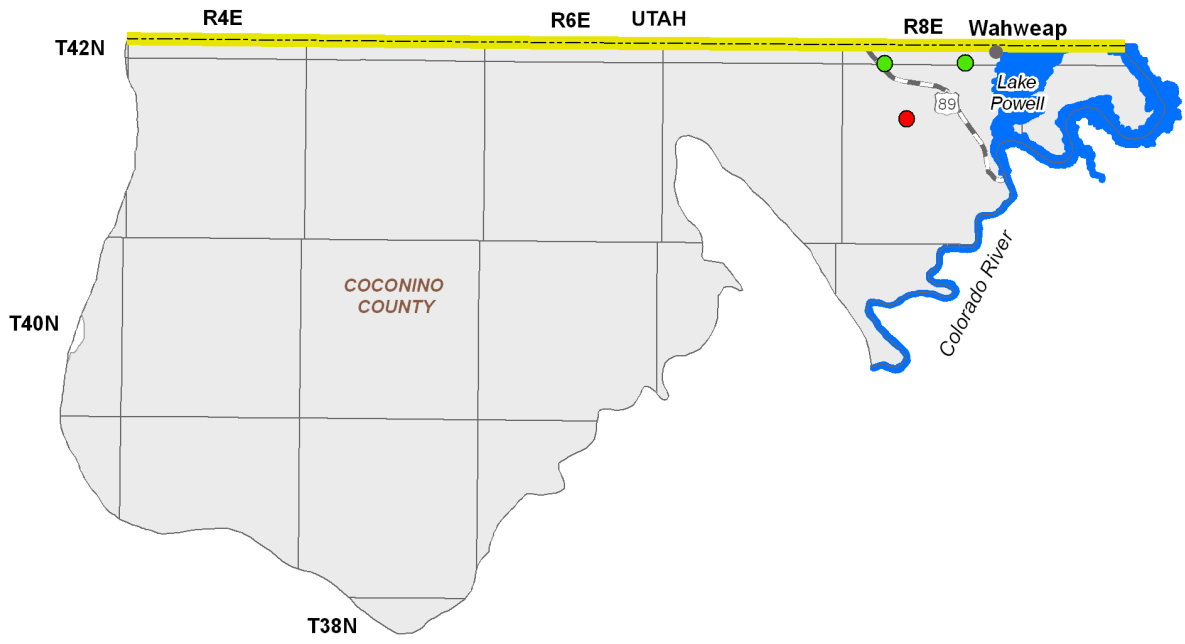 R4E
R6E
UTAH
R8E
Wahweap
T42N
Lake
Powell
89
COCONINO
COUNTY
Colorado River
T40N
T38N